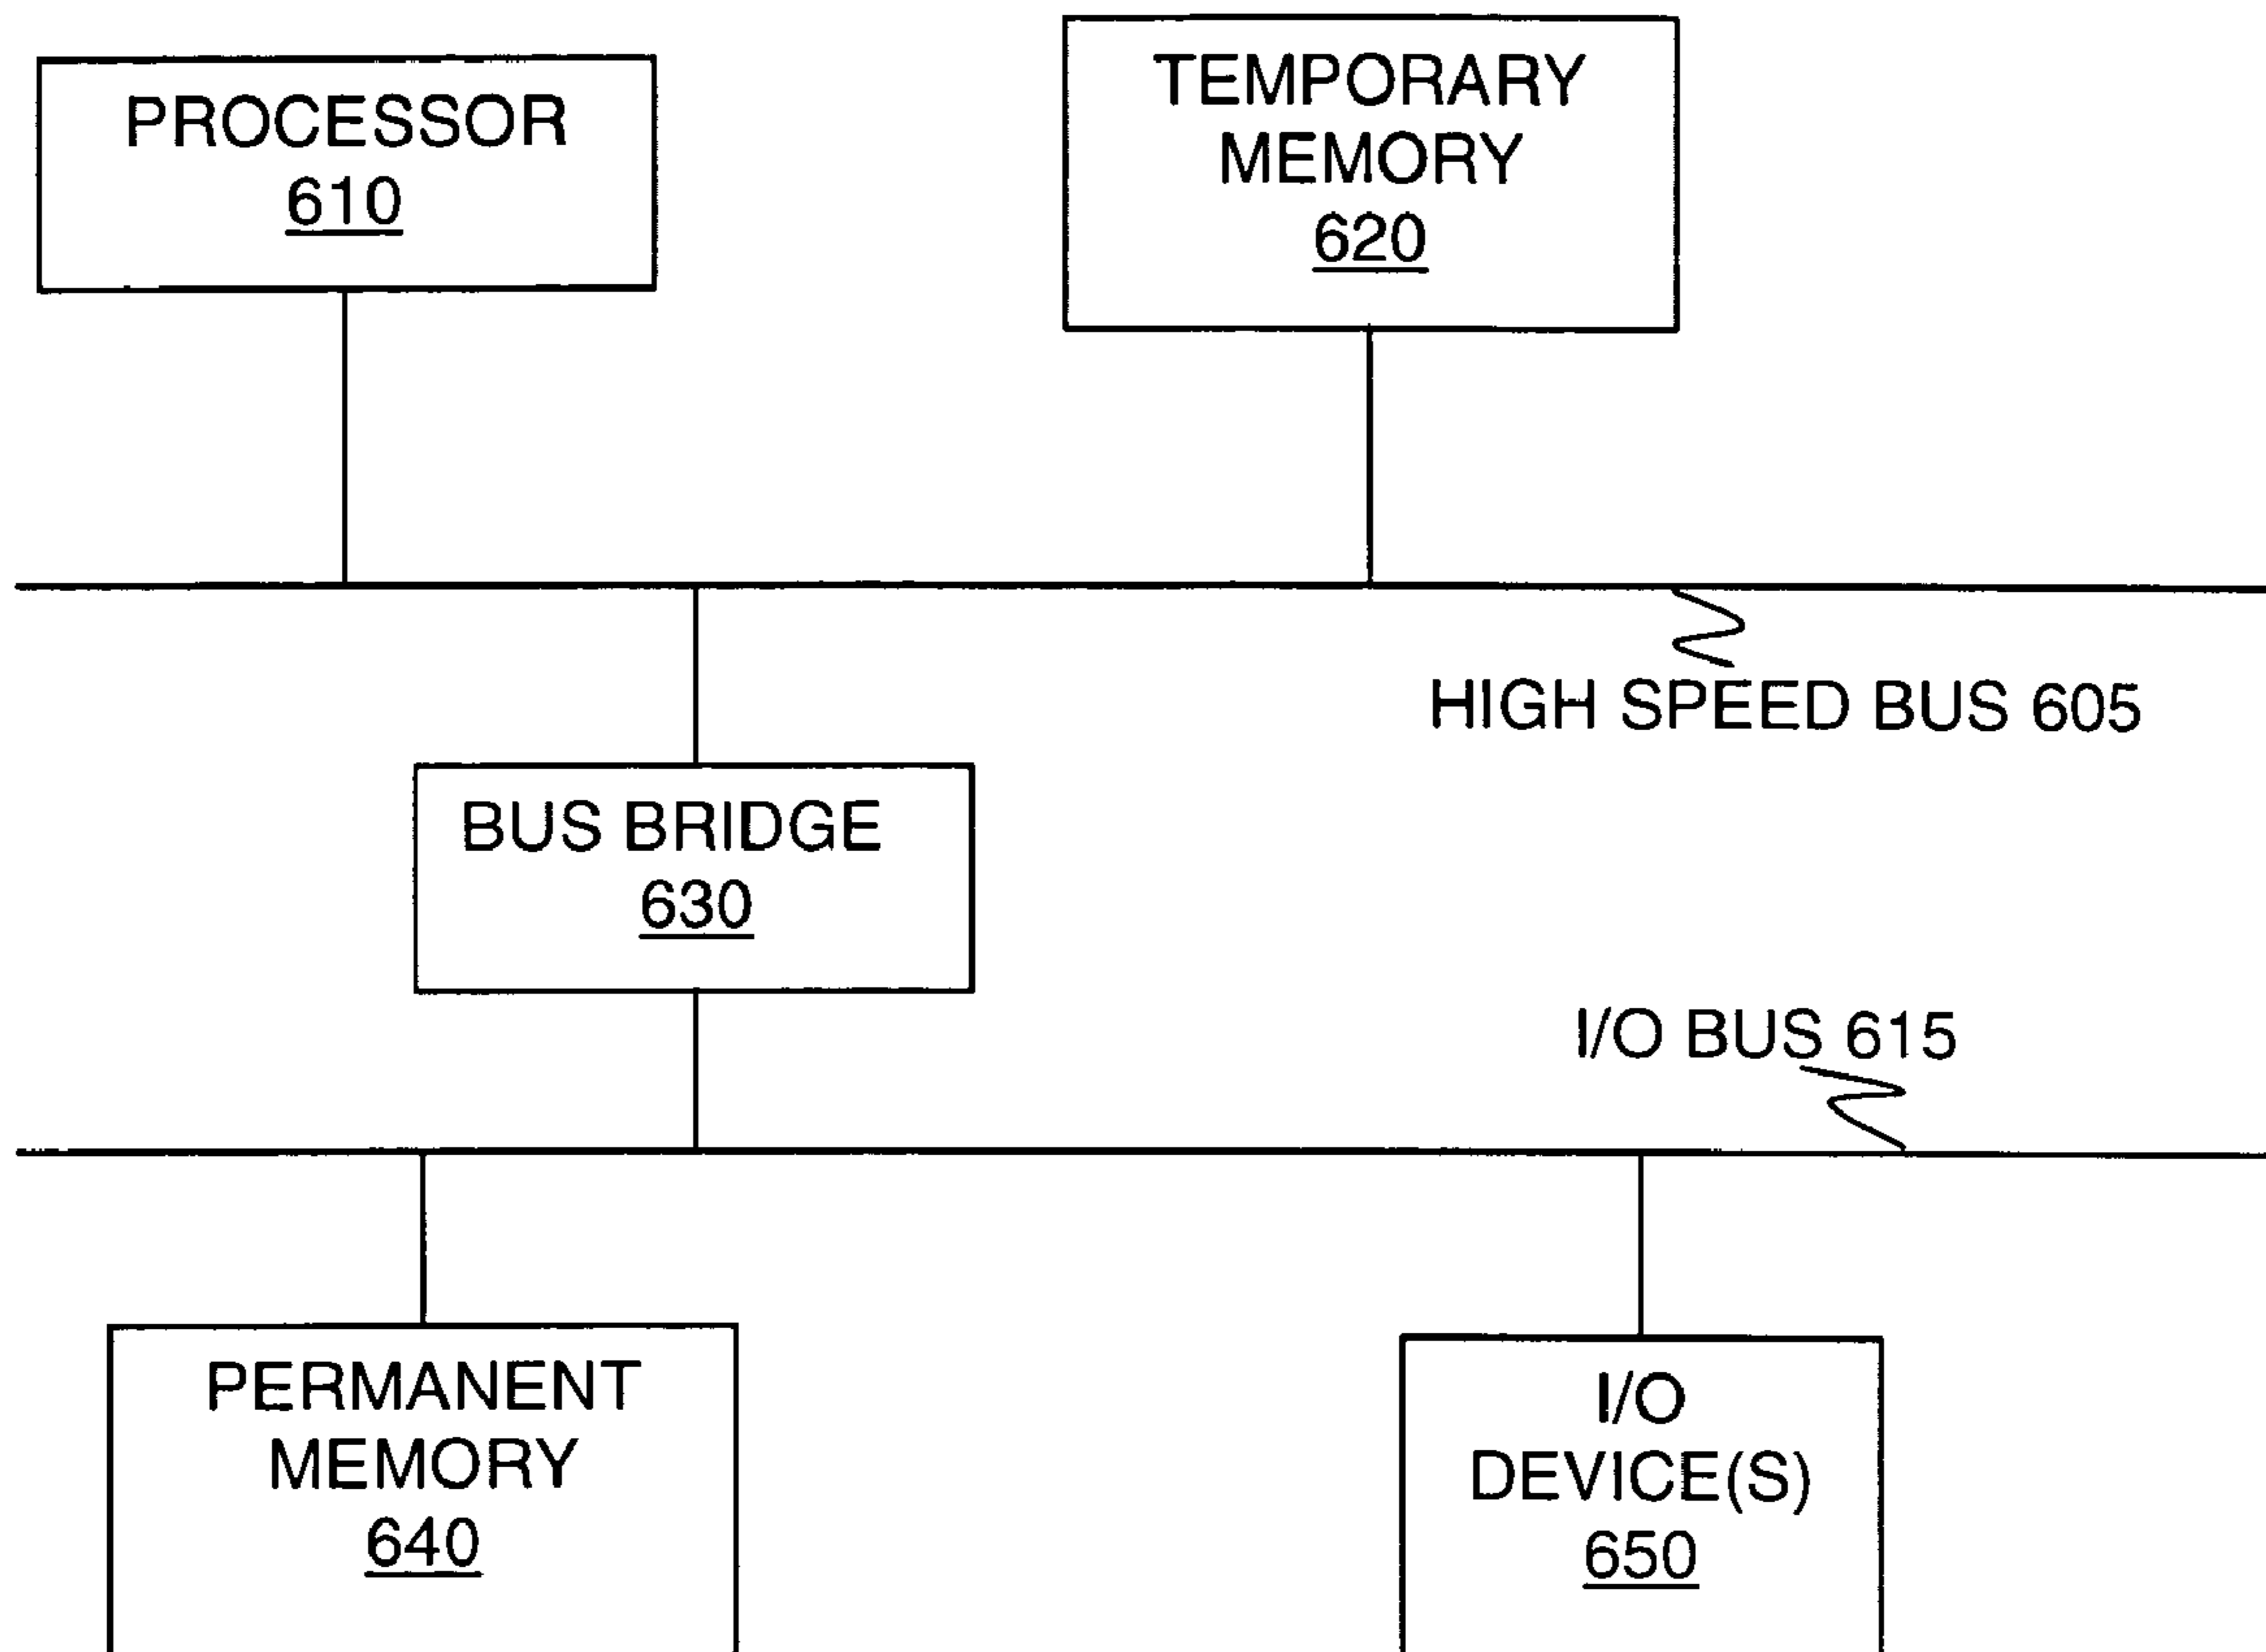 PROCESSOR
610
TEMPORARY
MEMORY
620
HIGH SPEED BUS 605
BUS BRIDGE
630
I/O BUS 615
PERMANENT
MEMORY
640
I/O
DEVICE(S)
650